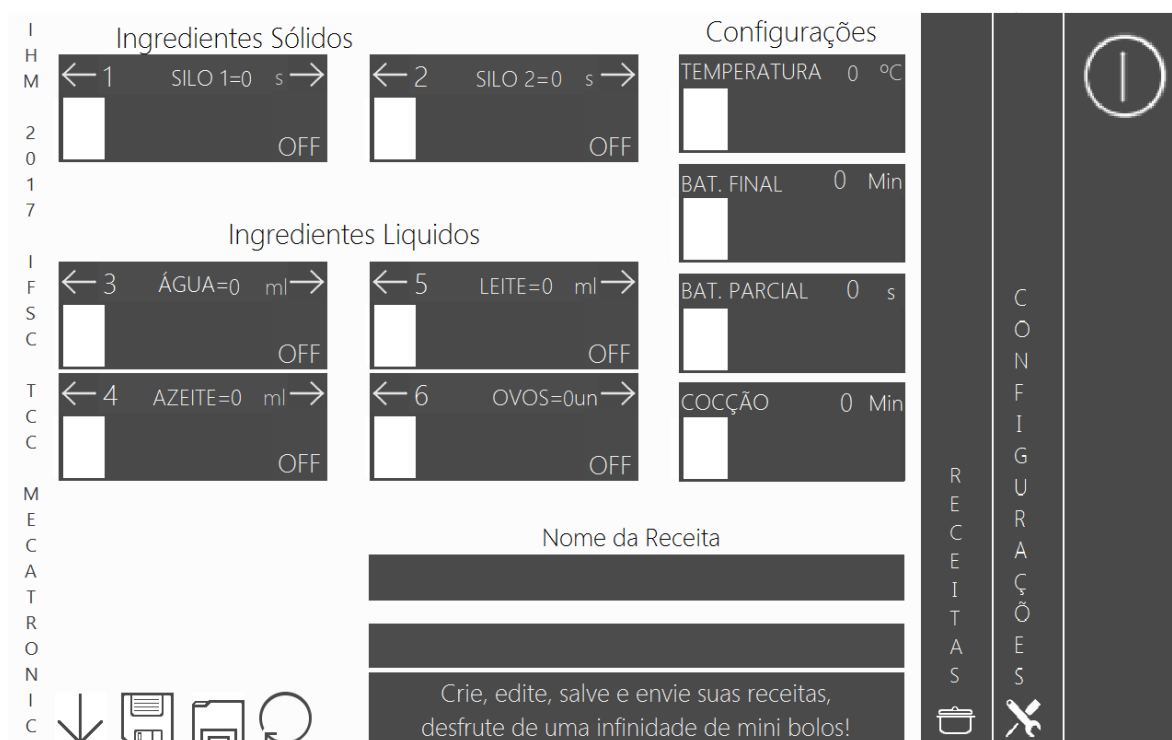 IHM 2017 IFSC TCC MECATRONIC
Ingredientes Sólidos
1 SILO 1=0 s
OFF
2 SILO 2=0 s
OFF
Ingredientes Liquidos
3 ÁGUA=0 ml
OFF
5 LEITE=0 ml
OFF
4 AZEITE=0 ml
OFF
6 OVOS=0un
OFF
Configurações
TEMPERATURA 0 ºC
BAT. FINAL 0 Min
BAT. PARCIAL 0 s
COCÇÃO 0 Min
Nome da Receita
Crie, edite, salve e envie suas receitas,
desfrute de uma infinidade de mini bolos!
RECEITAS
CONFIGURAÇÕES